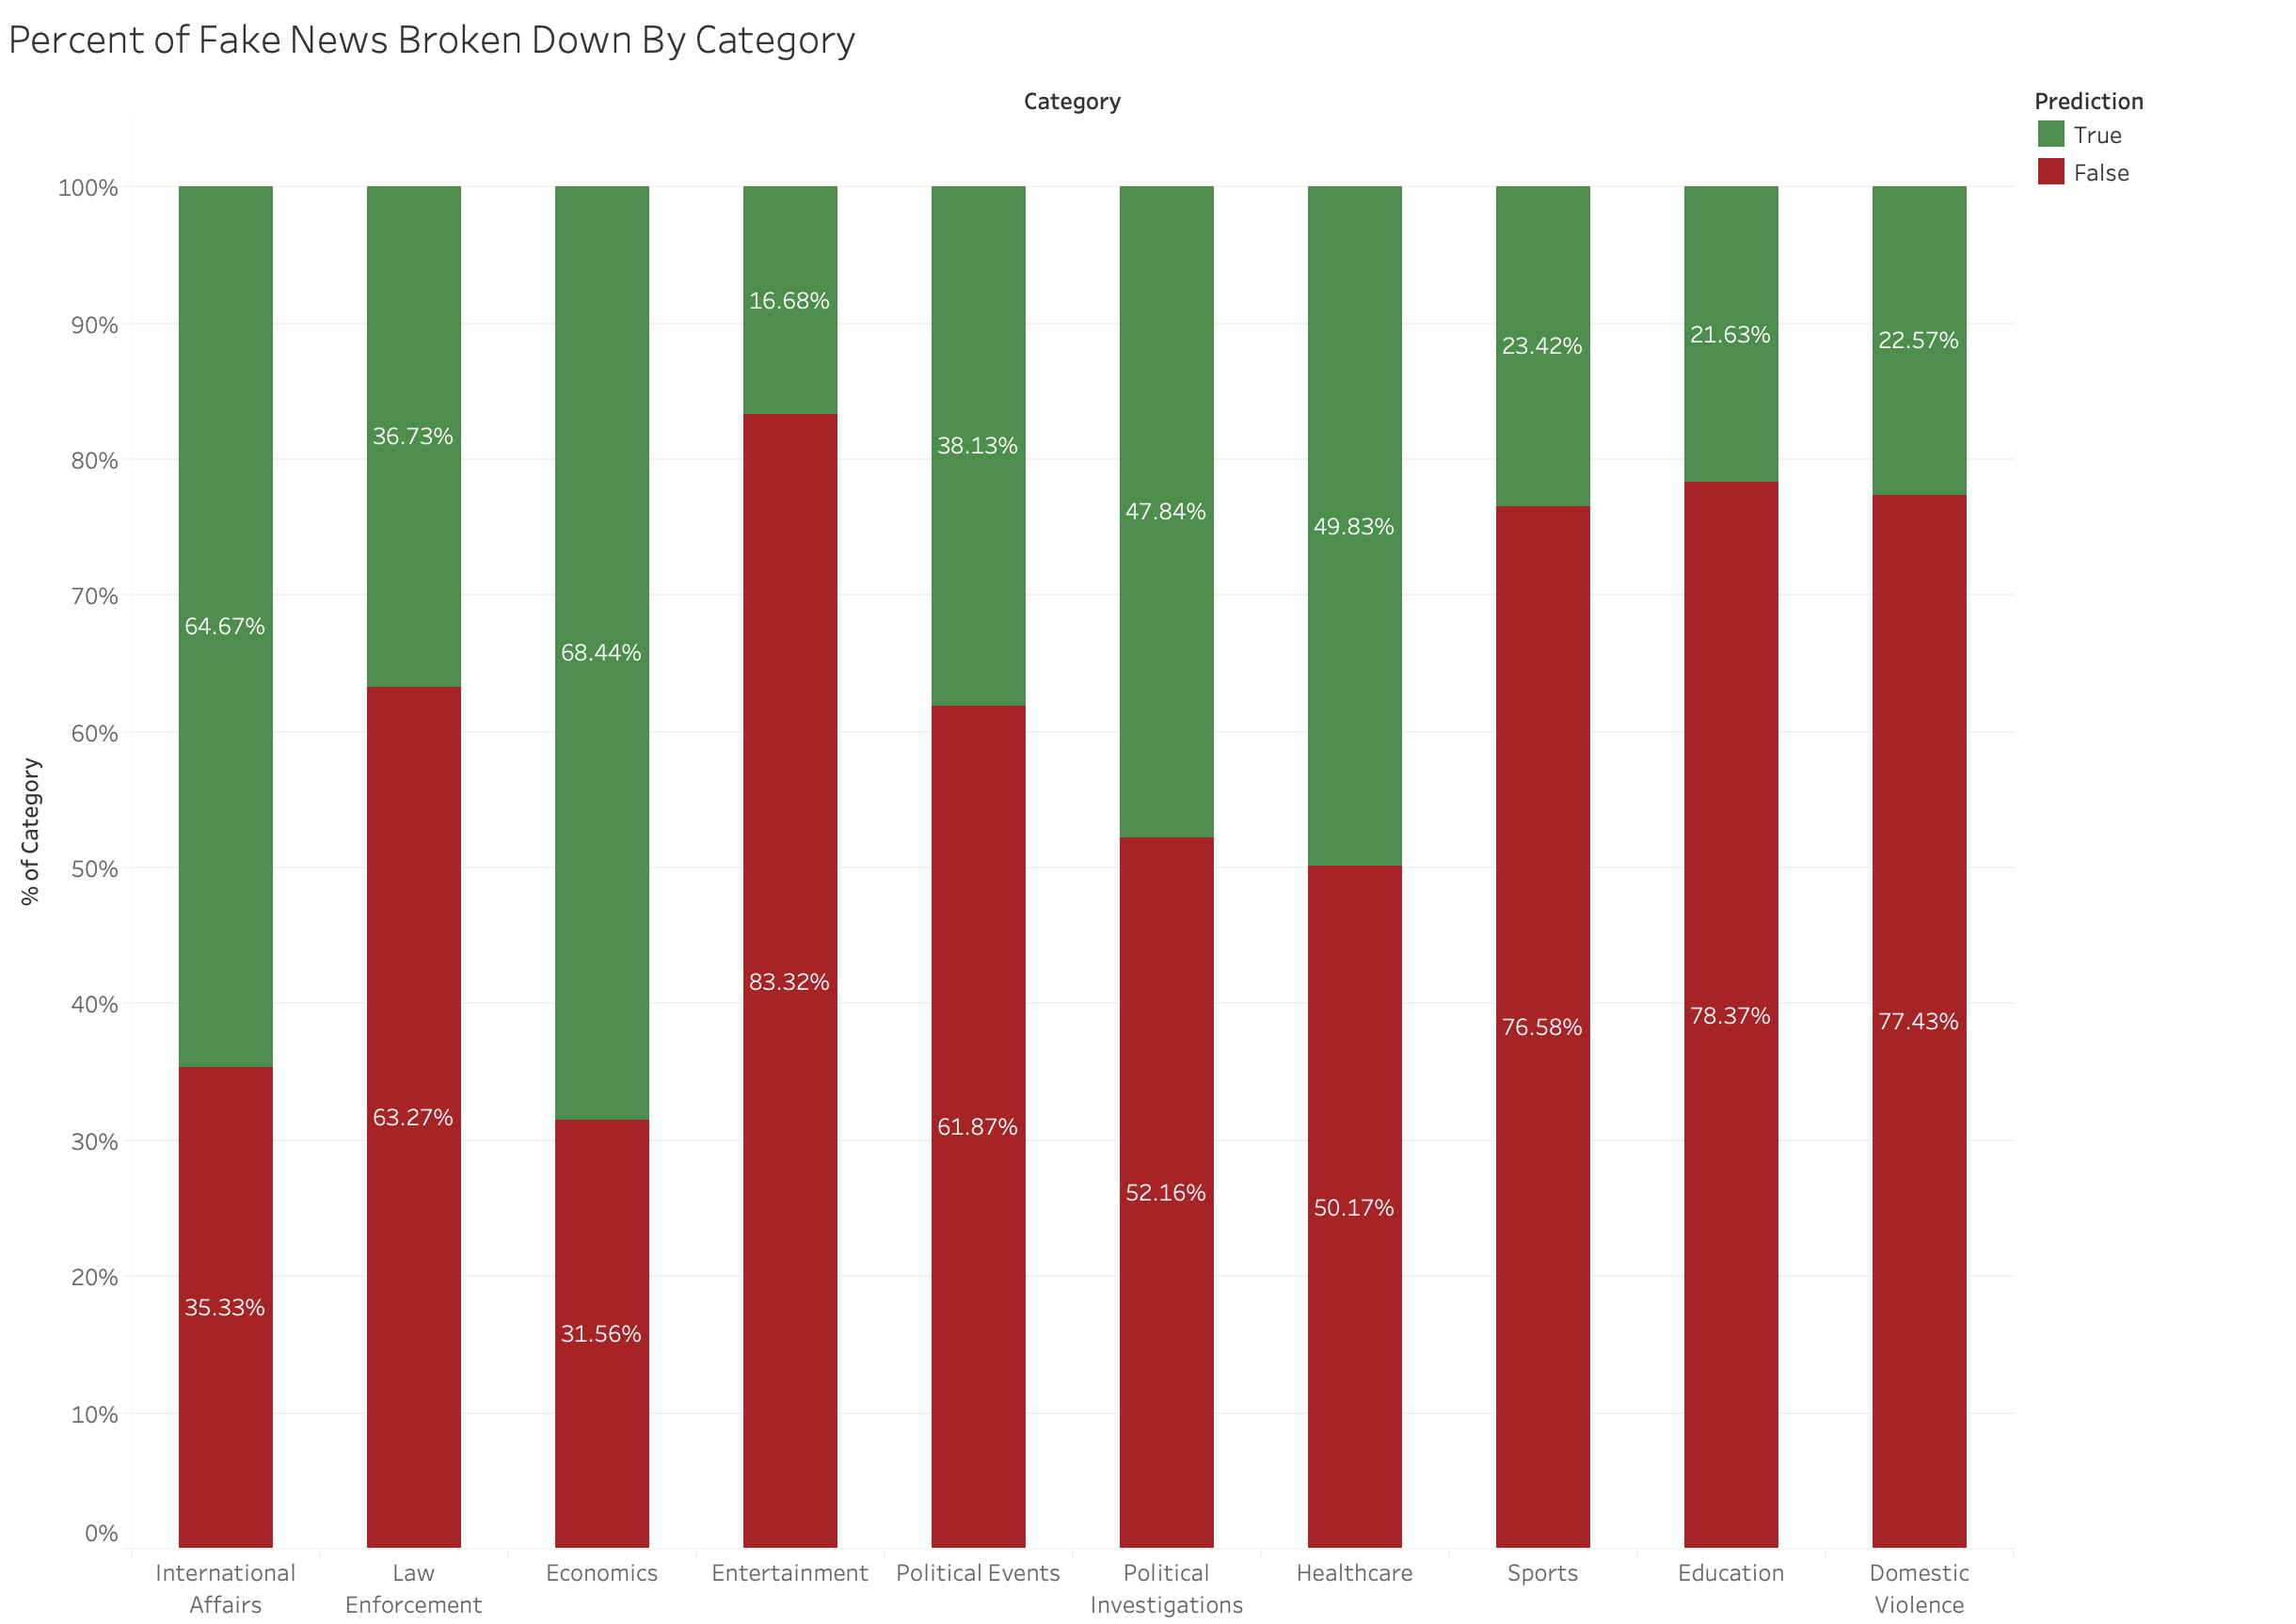 Percent of Fake News Broken Down By Category
Category
Prediction
True
False
% of Category
100%
90%
80%
70%
60%
50%
40%
30%
20%
10%
0%
64.67%
35.33%
36.73%
63.27%
68.44%
31.56%
16.68%
83.32%
38.13%
61.87%
47.84%
52.16%
49.83%
50.17%
23.42%
76.58%
21.63%
78.37%
22.57%
77.43%
International
Affairs
Law
Enforcement
Economics
Entertainment
Political Events
Political
Investigations
Healthcare
Sports
Education
Domestic
Violence